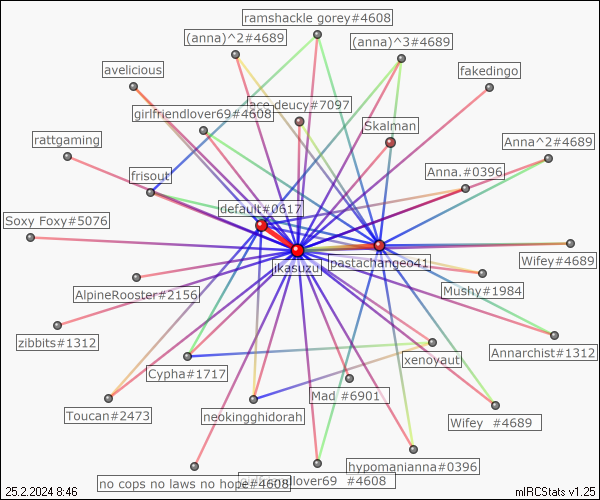 ramshackle gorey#4608
(anna)^2#4689
(anna)^3#4689
avelicious
fakedingo
ace deucy#7097
girlfriendlover69#4608
Skalman
rattgaming
Anna^2#4689
frisout
Anna.#0396
default#0617
Soxy Foxy#5076
jkasuzu
pastachangeo41
Wifey#4689
AlpineRooster#2156
Mushy#1984
zibbits#1312
Annarchist#1312
Cypha#1717
xenoyaut
Mad #6901
Toucan#2473
neokingghidorah
Wifey #4689
hypomanianna#0396
no cops no laws no hope#4608
#4608
25.2.2024 8:46
mIRCStats v1.25